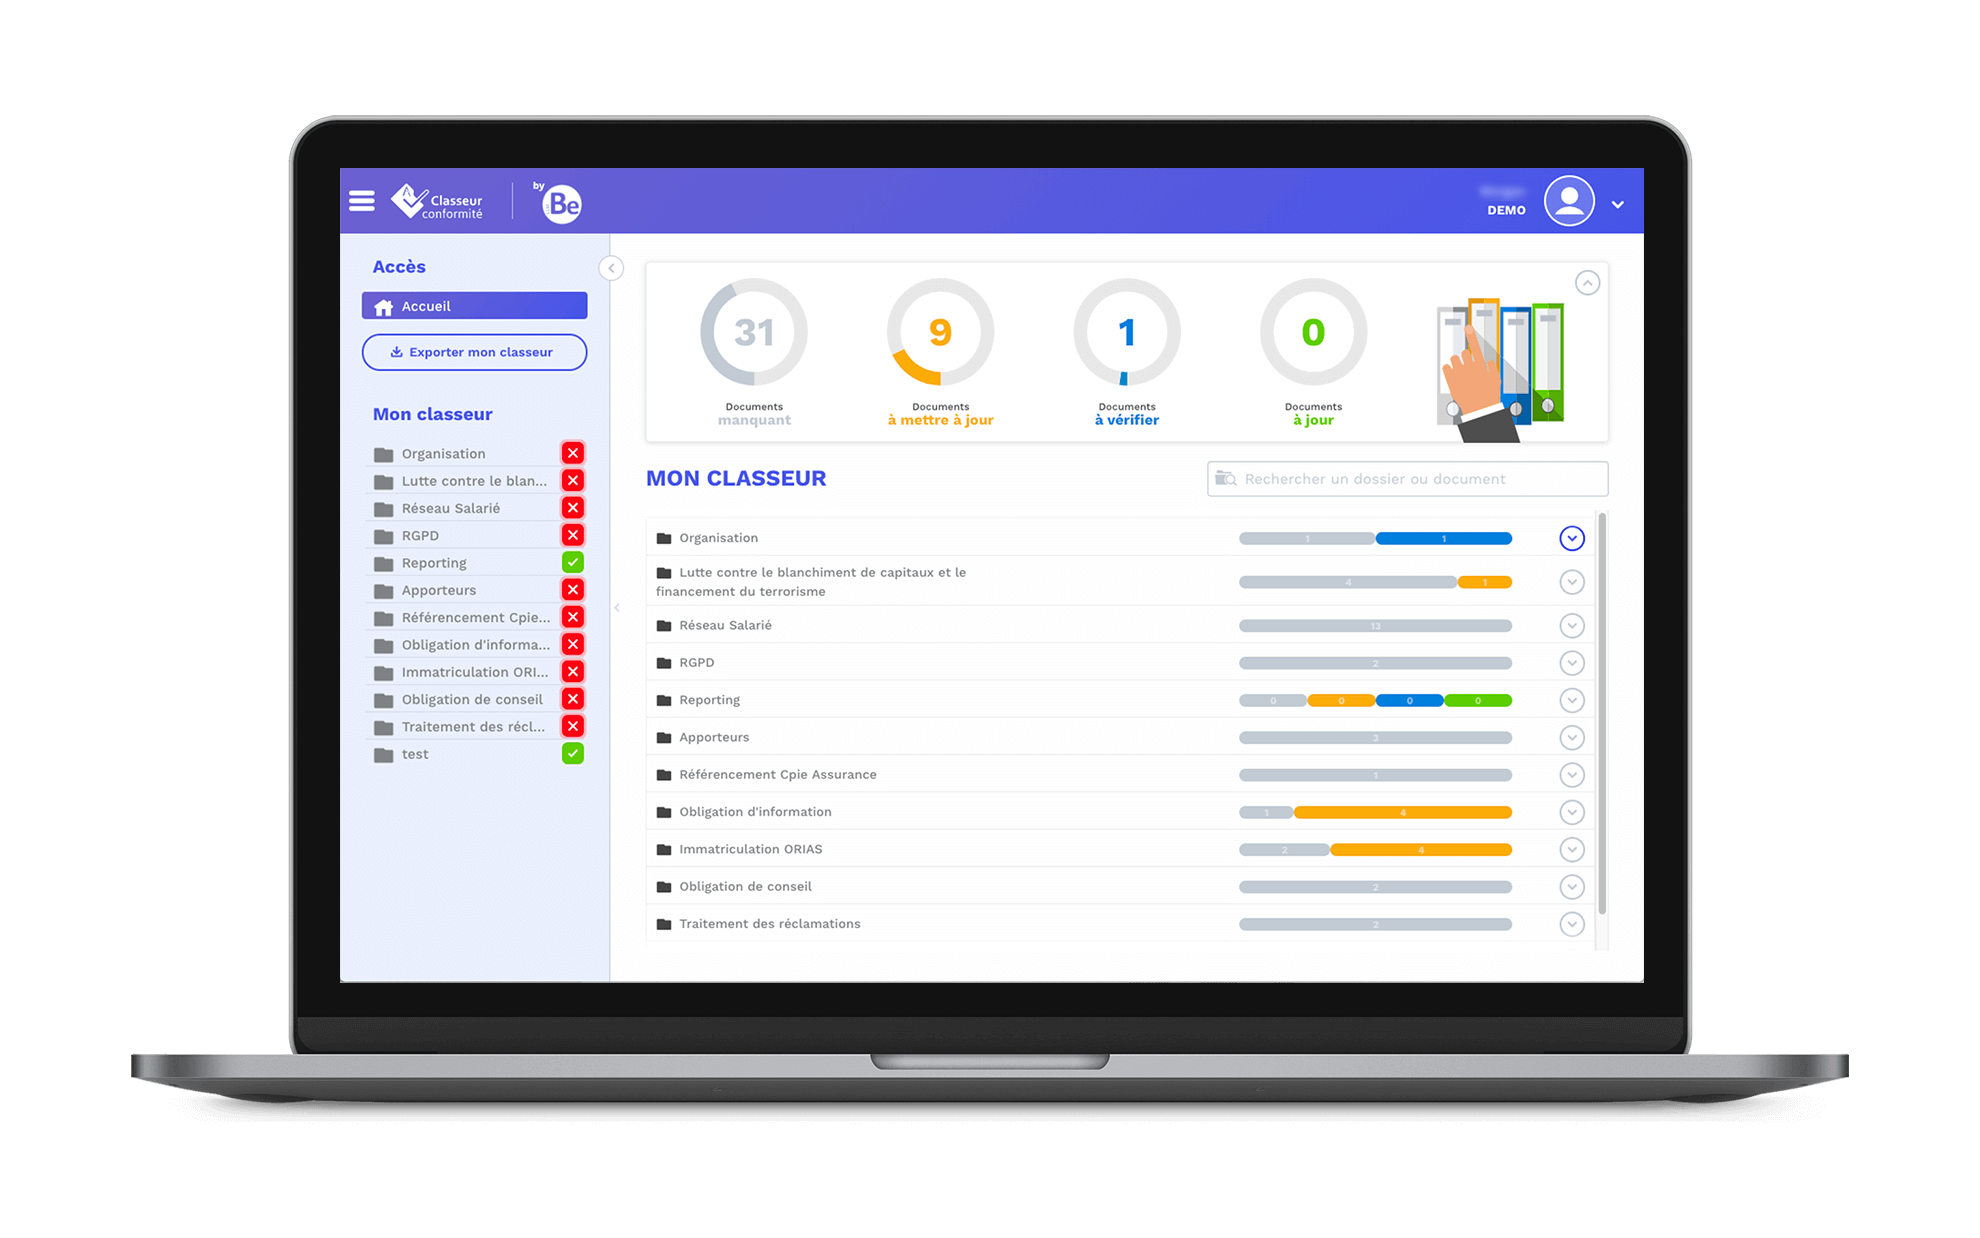 Classeur
conformité
by
Be
DEMO
Accès
Accueil
Exporter mon classeur
Mon classeur
Organisation
Lutte contre le blan...
Réseau Salarié
RGPD
Reporting
Apporteurs
Référencement Cpie...
Obligation d'informa...
Immatriculation ORI...
Obligation de conseil
Traitement des récl...
test
31
Documents
manquant
9
Documents
à mettre à jour
1
Documents
à vérifier
0
Documents
à jour
MON CLASSEUR
Rechercher un dossier ou document
Organisation 1 1
Lutte contre le blanchiment de capitaux et le
financement du terrorisme 4 1
Réseau Salarié 13
RGPD 2
Reporting 0 0 0 0
Apporteurs 3
Référencement Cpie Assurance 1
Obligation d'information 1 4
Immatriculation ORIAS 2 4
Obligation de conseil 2
Traitement des réclamations 2